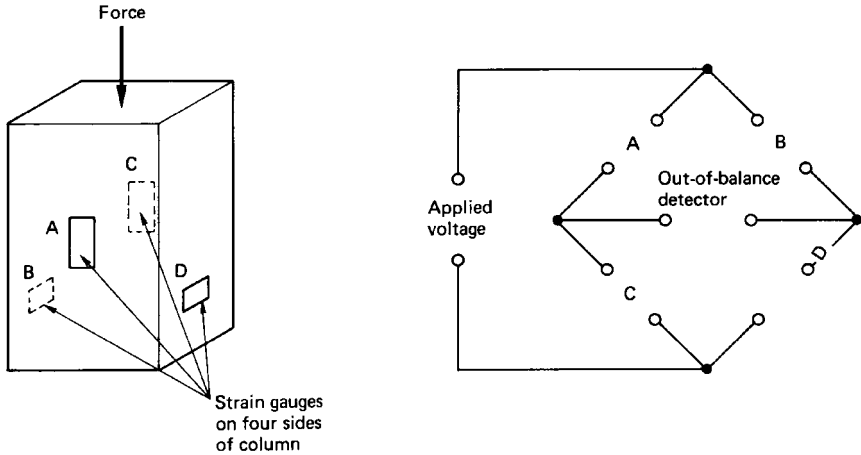 Force
C
A
B
D
Strain gauges
on four sides
of column
A
B
Applied
voltage
Out-of-balance
detector
C
D